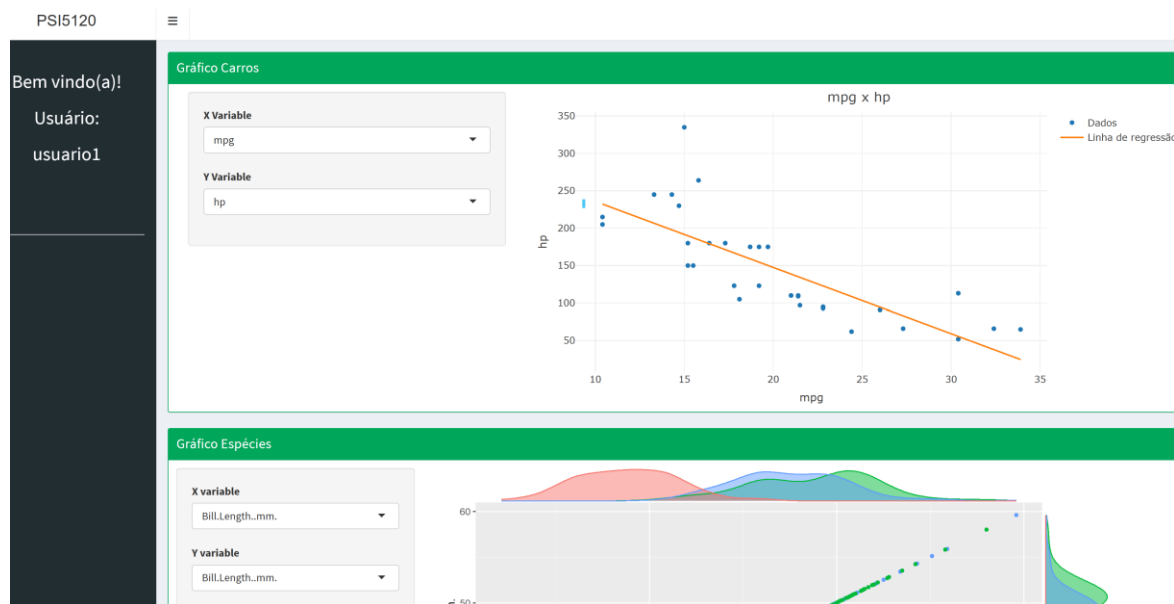 PSI5120
Bem vindo(a)!
Usuário:
usuario1
Gráfico Carros
X Variable
mpg
Y Variable
hp
mpg x hp
350
300
250
200
150
100
50
hp
10 15 20 25 30 35
mpg
Dados
Linha de regressão
Gráfico Espécies
X variable
Bill.Length..mm.
Y variable
Bill.Length..mm.
60
50